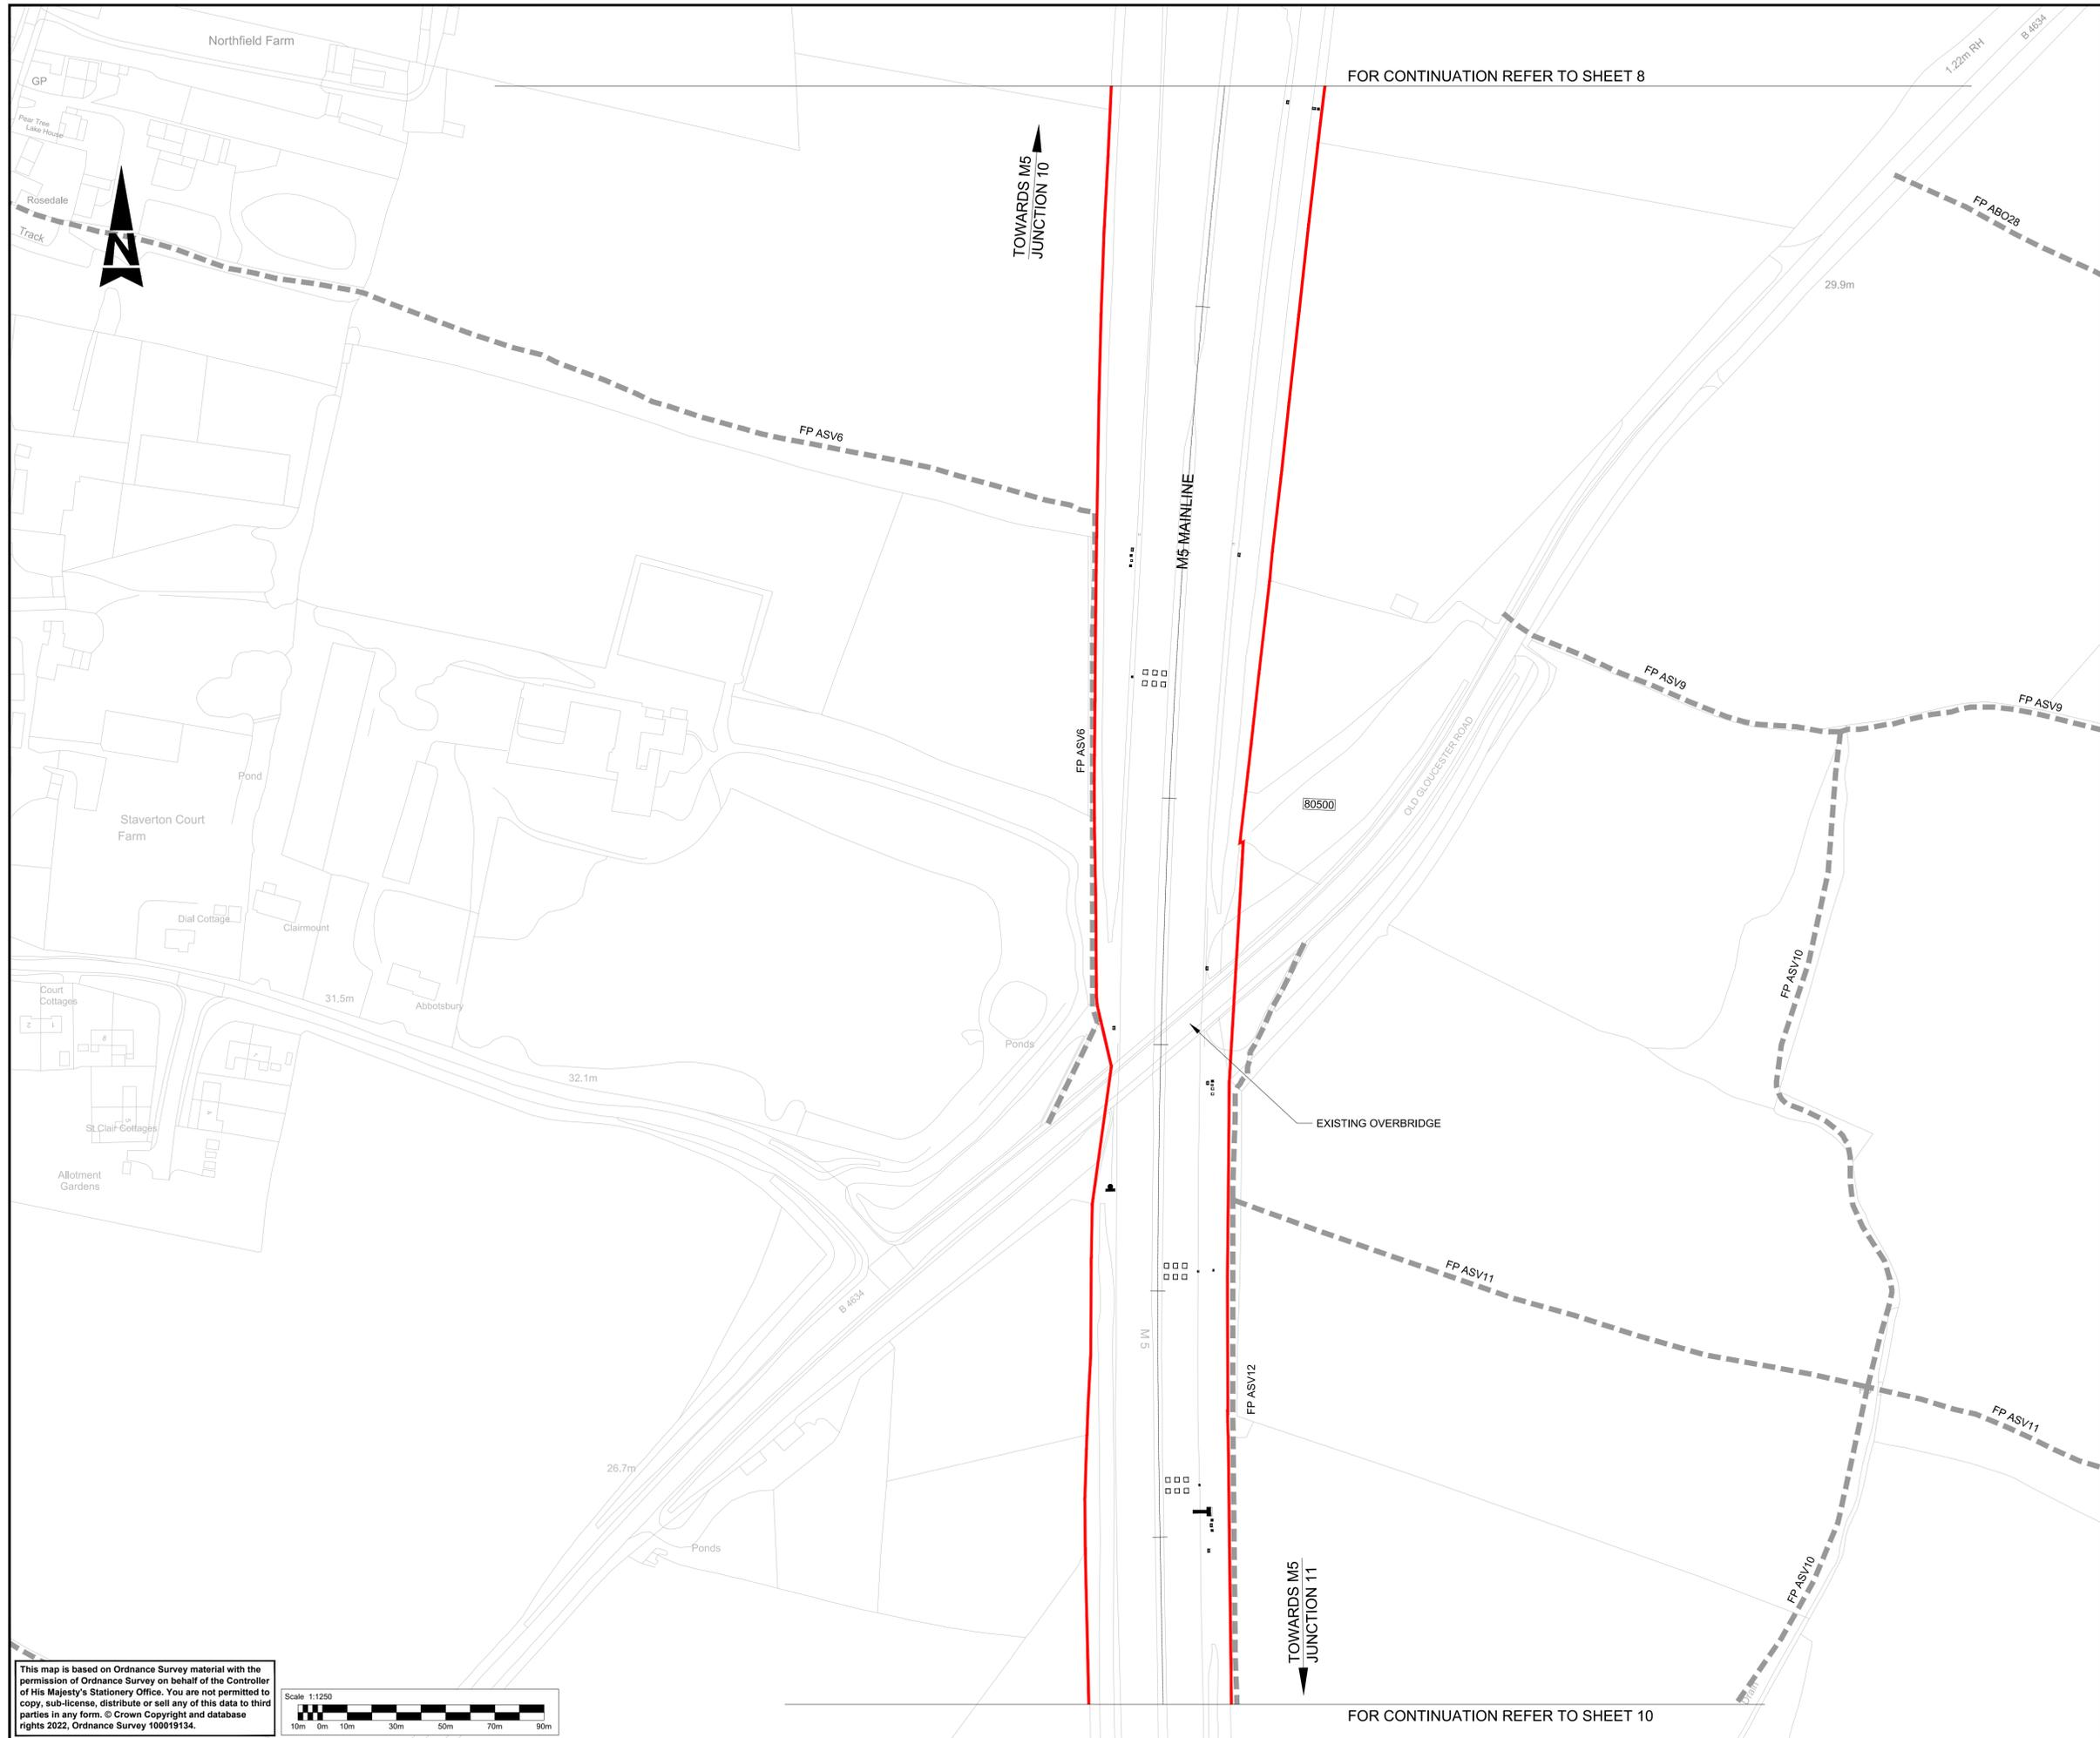 Northfield Farm
GP
Pear Tree
Lake House
Rosedale
Track
N
FOR CONTINUATION REFER TO SHEET 8
1.22m RH
B 4634
TOWARDS M5
JUNCTION 10
FP ABO28
29.9m
FP ASV6
M5 MAINLINE
FP ASV9
FP ASV9
FP ASV6
OLD GLOUCESTER ROAD
80500
Pond
Staverton Court
Farm
Dial Cottage
Clairmount
FP ASV10
Court
Cottages
31.5m
Abbotsbury
2
1
8
7
Ponds
32.1m
5
4
St Clair Cottages
EXISTING OVERBRIDGE
Allotment
Gardens
FP ASV11
B 4634
M 5
FP ASV12
FP ASV11
26.7m
Ponds
FP ASV10
TOWARDS M5
JUNCTION 11
Drain
This map is based on Ordnance Survey material with the
permission of Ordnance Survey on behalf of the Controller
of His Majesty's Stationery Office. You are not permitted to
copy, sub-license, distribute or sell any of this data to third
parties in any form. © Crown Copyright and database
rights 2022, Ordnance Survey 100019134.
Scale 1:1250
10m 0m 10m 30m 50m 70m 90m
FOR CONTINUATION REFER TO SHEET 10